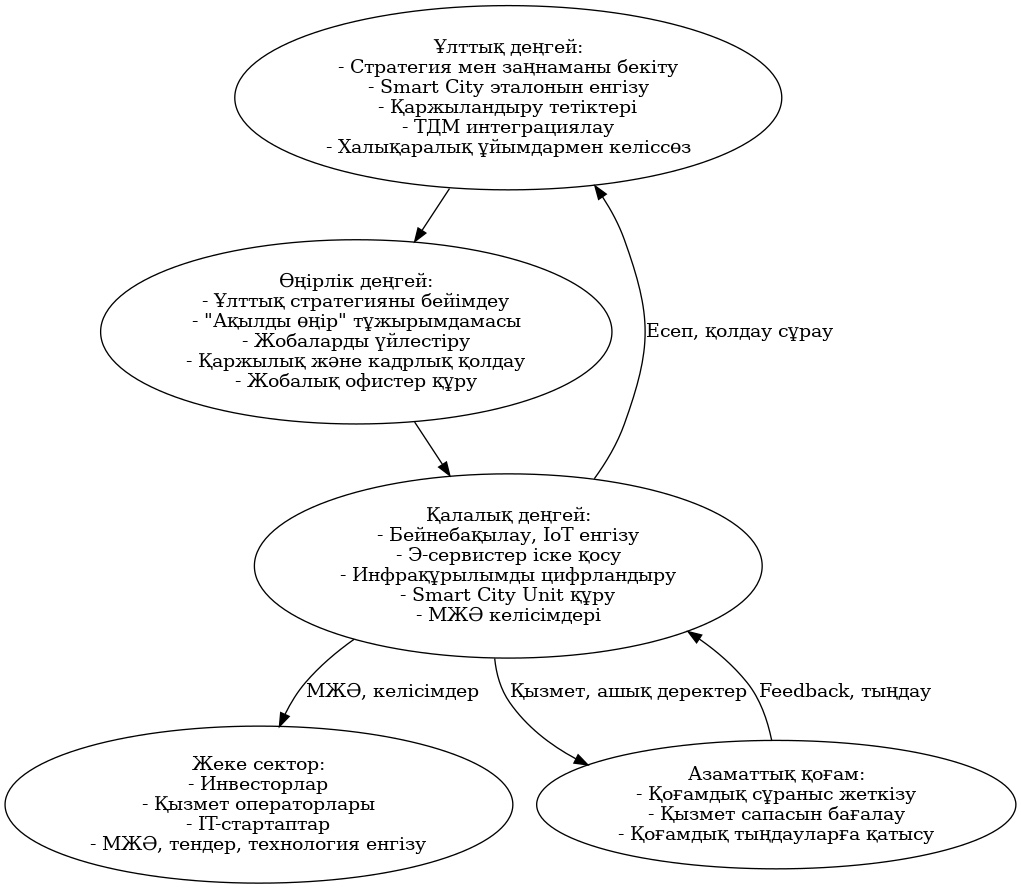 Ұлттық деңгей:
- Стратегия мен заңнаманы бекіту
- Smart City эталонын енгізу
- Қаржыландыру тетіктері
- ТДМ интеграциялау
- Халықаралық ұйымдармен келіссөз
Өңірлік деңгей:
- Ұлттық стратегияны бейімдеу
- "Ақылды өңір" тұжырымдамасы
- Жобаларды үйлестіру
- Қаржылық және кадрлық қолдау
- Жобалық офистер құру
Есеп, қолдау сұрау
Қалалық деңгей:
- Бейнебақылау, IoT енгізу
- Э-сервистер іске қосу
- Инфрақұрылымды цифрландыру
- Smart City Unit құру
- МЖӘ келісімдері
МЖӘ, келісімдер
Қызмет, ашық деректер
Feedback, тыңдау
Жеке сектор:
- Инвесторлар
- Қызмет операторлары
- IT-стартаптар
- МЖӘ, тендер, технология енгізу
Азаматтық қоғам:
- Қоғамдық сұраныс жеткізу
- Қызмет сапасын бағалау
- Қоғамдық тыңдауларға қатысу